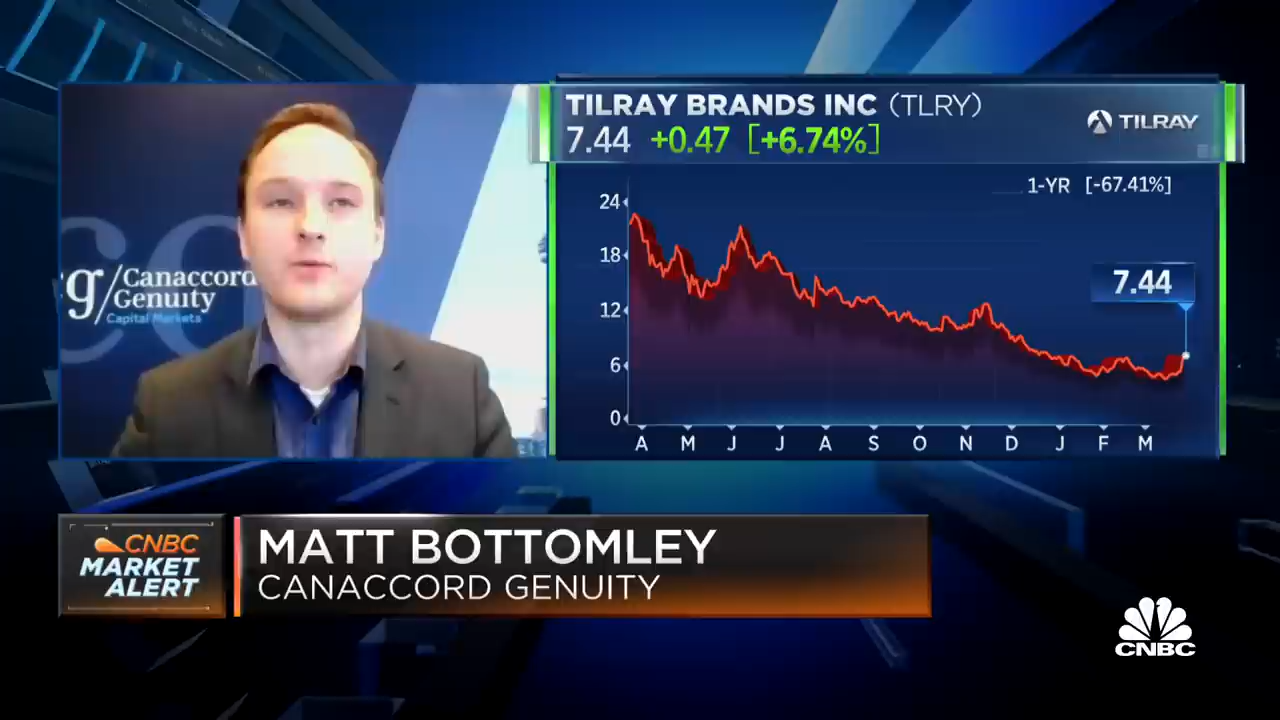 TILRAY BRANDS INC (TLRY)
7.44 +0.47 [+6.74%]
TILRAY
1-YR [-67.41%]
24
18
12
6
0
7.44
A M J J A S O N D J F M
cg/Canaccord
Genuity
Capital Markets
CNBC
MARKET
ALERT
MATT BOTTOMLEY
CANACCORD GENUITY
CNBC